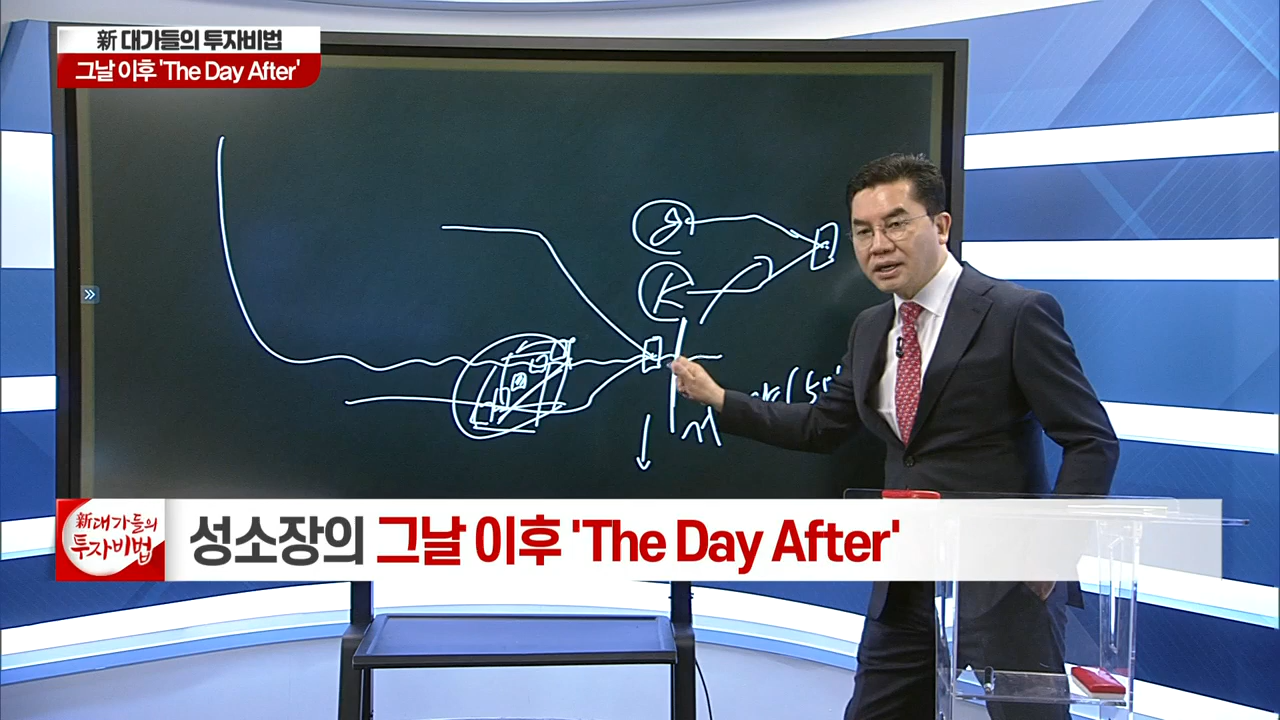 新 대가들의 투자비법
그날 이후 'The Day After'
K
新 대가들의
투자비법
성소장의 그날 이후 'The Day After'